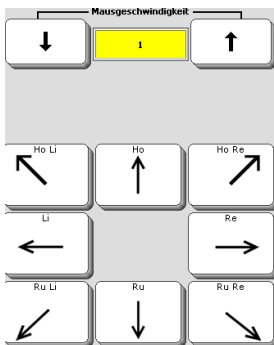 Mausgeschwindigkeit
1
Ho Li Ho Ho Re
Li Re
Ru Li Ru Ru Re